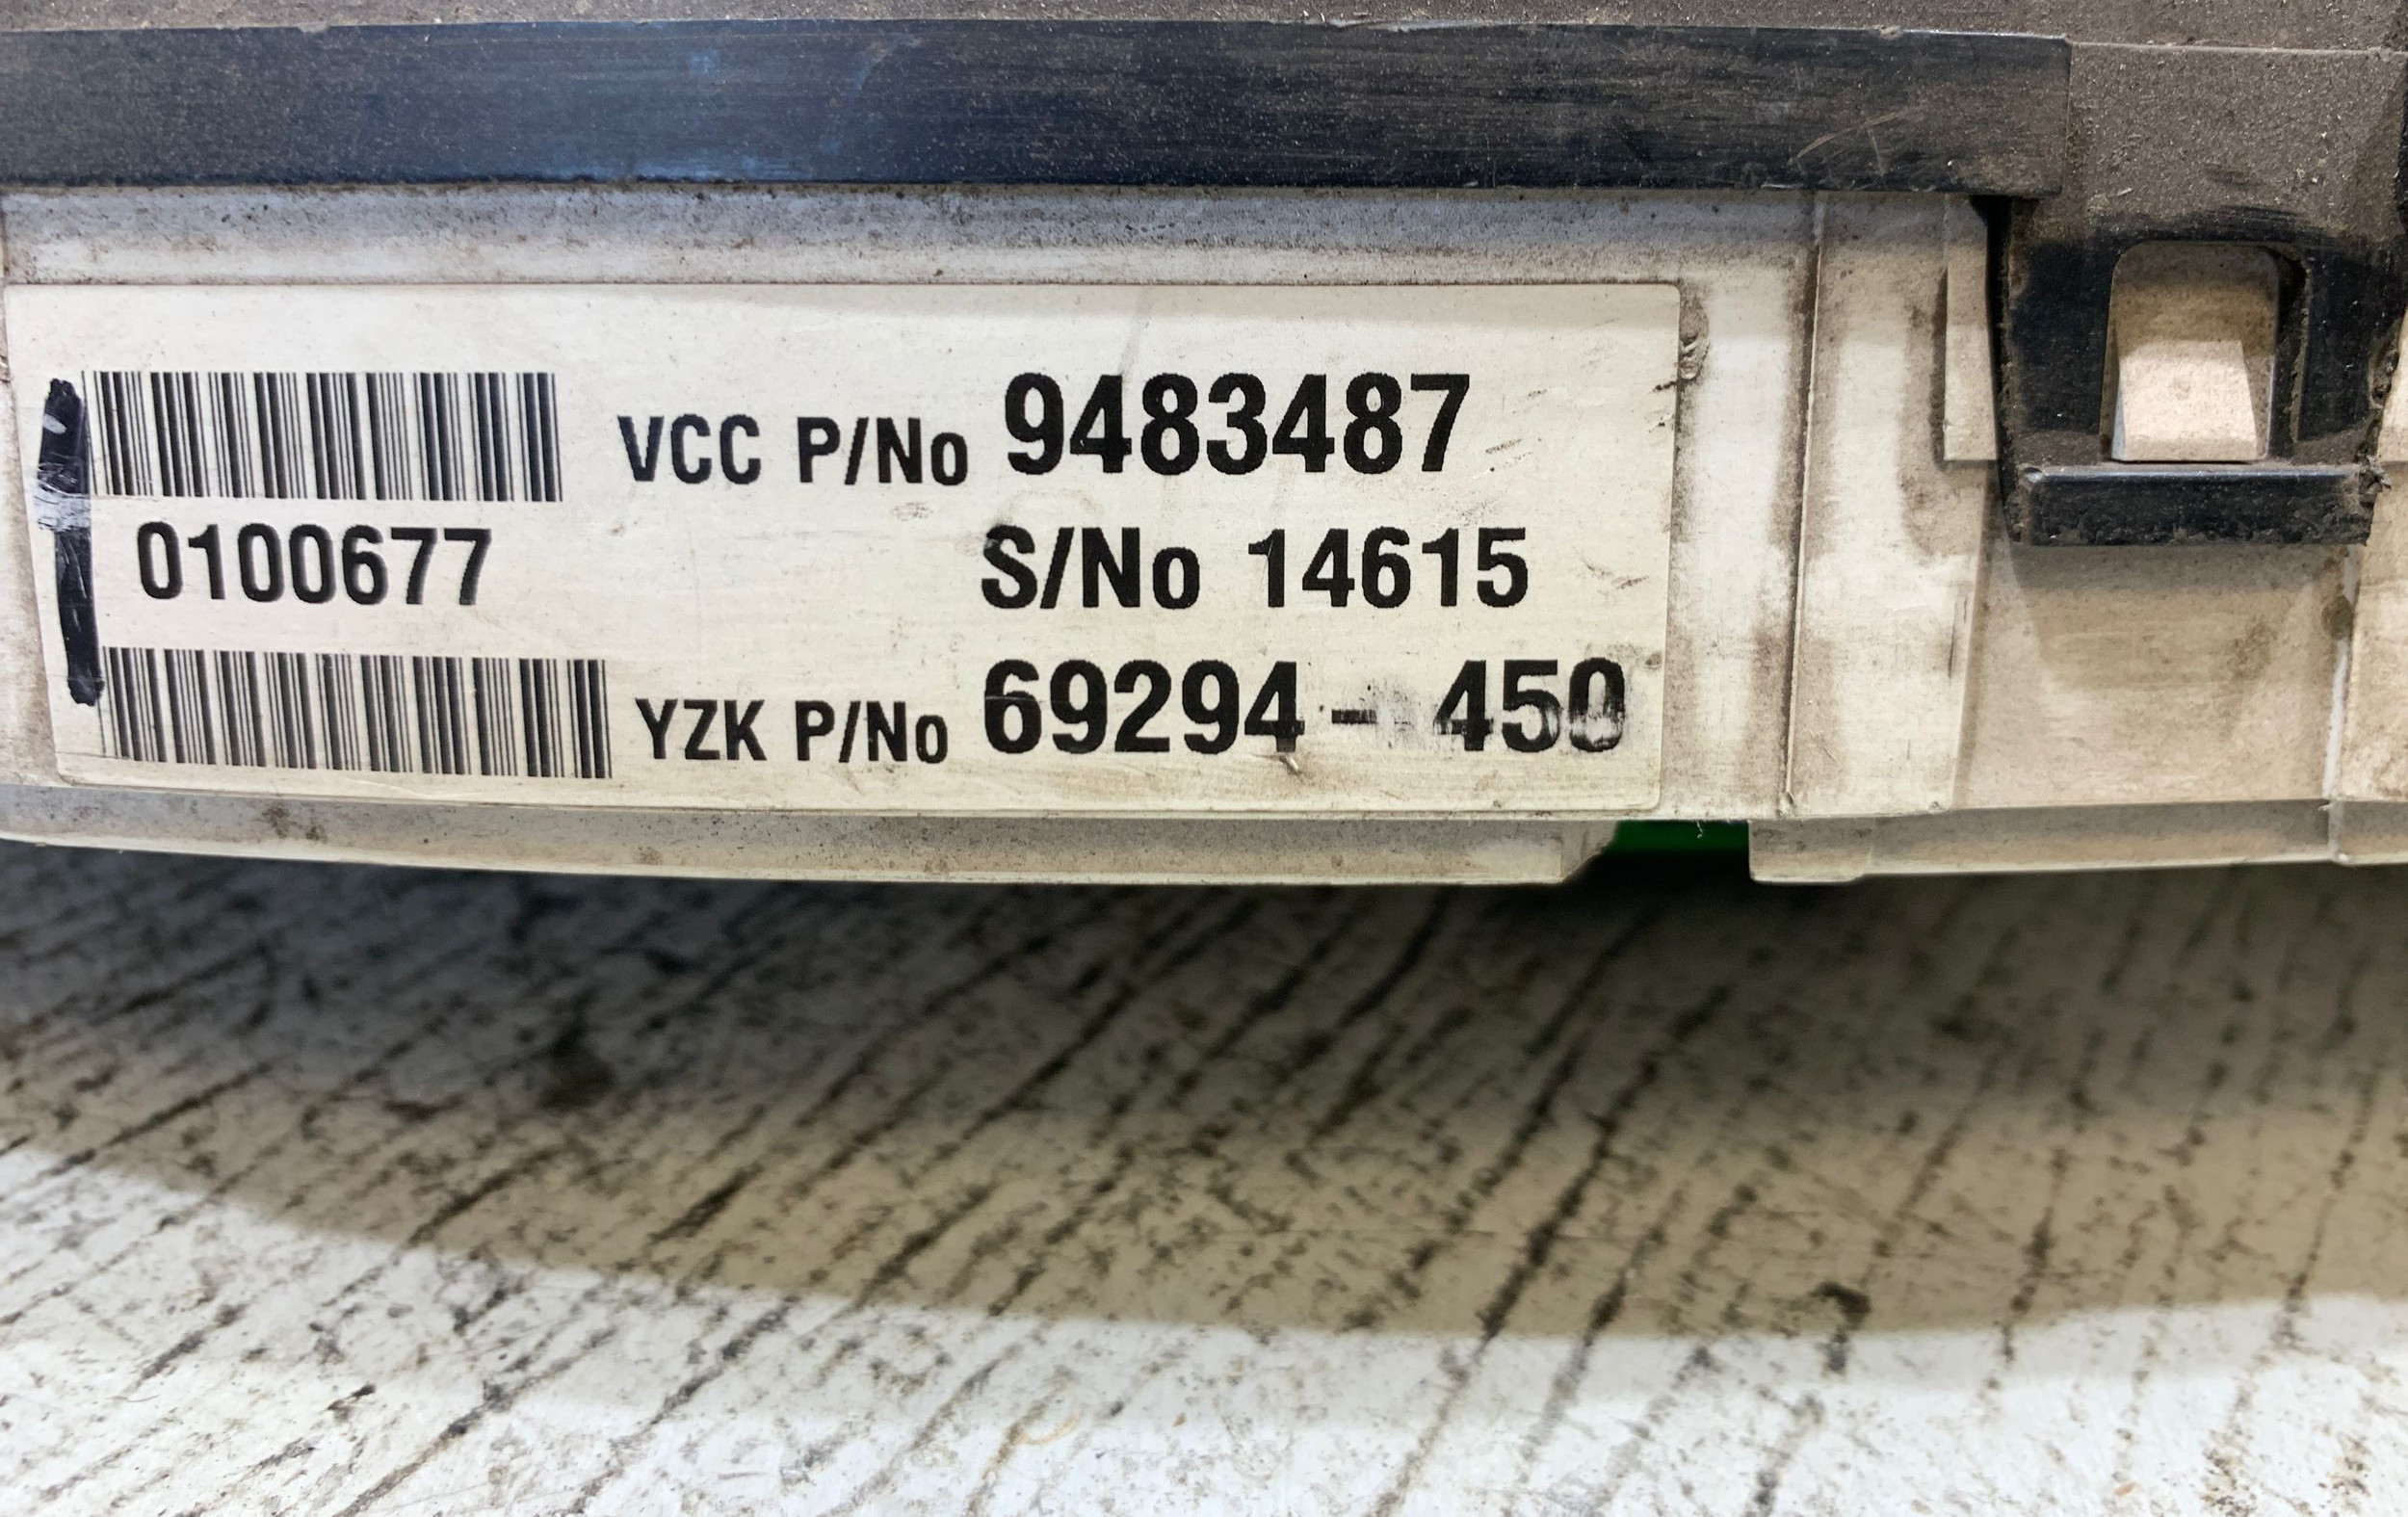 VCC P/No 9483487
0100677 S/No 14615
YZK P/No 69294- 450